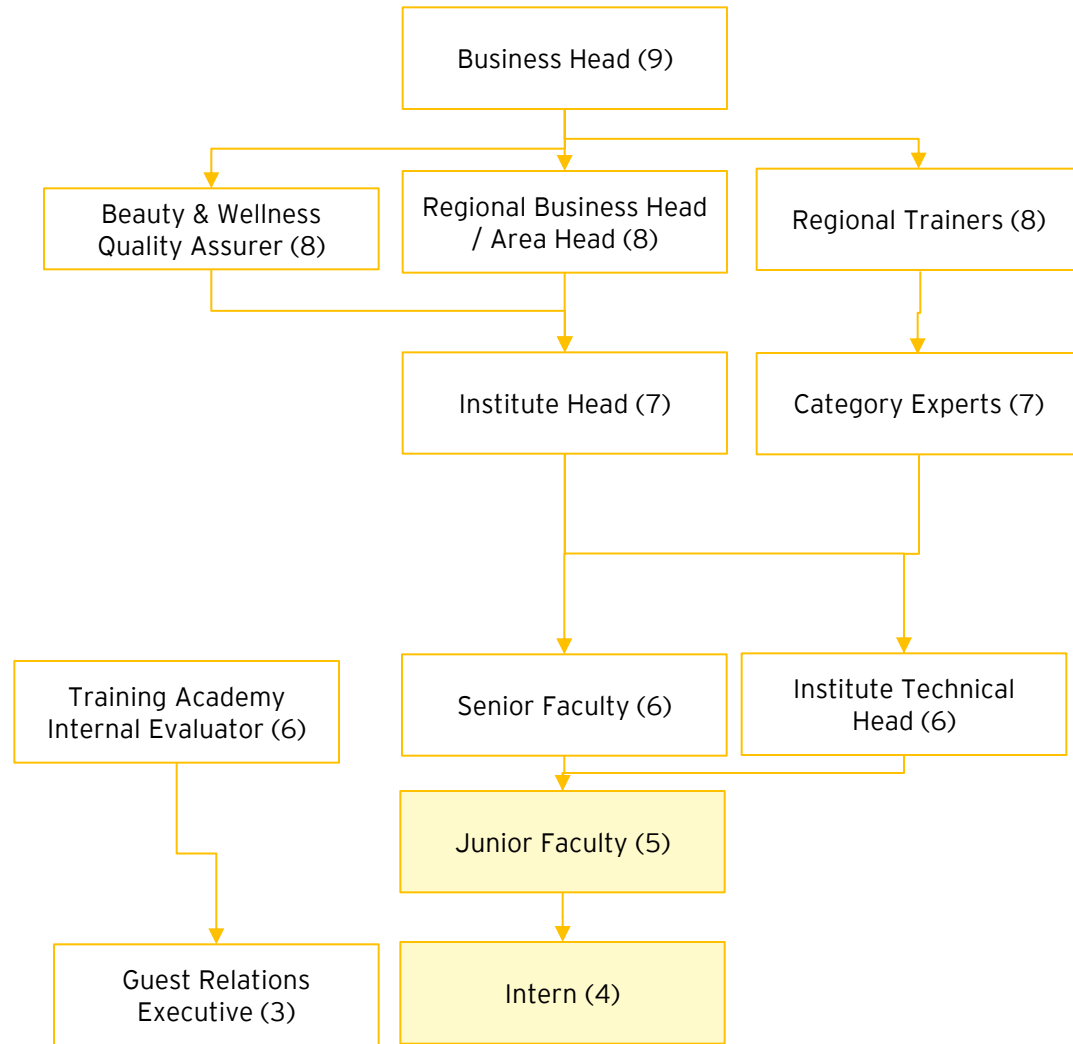 Business Head (9)
Beauty & Wellness
Quality Assurer (8)
Regional Business Head
/ Area Head (8)
Regional Trainers (8)
Institute Head (7)
Category Experts (7)
Training Academy
Internal Evaluator (6)
Senior Faculty (6)
Institute Technical
Head (6)
Junior Faculty (5)
Guest Relations
Executive (3)
Intern (4)